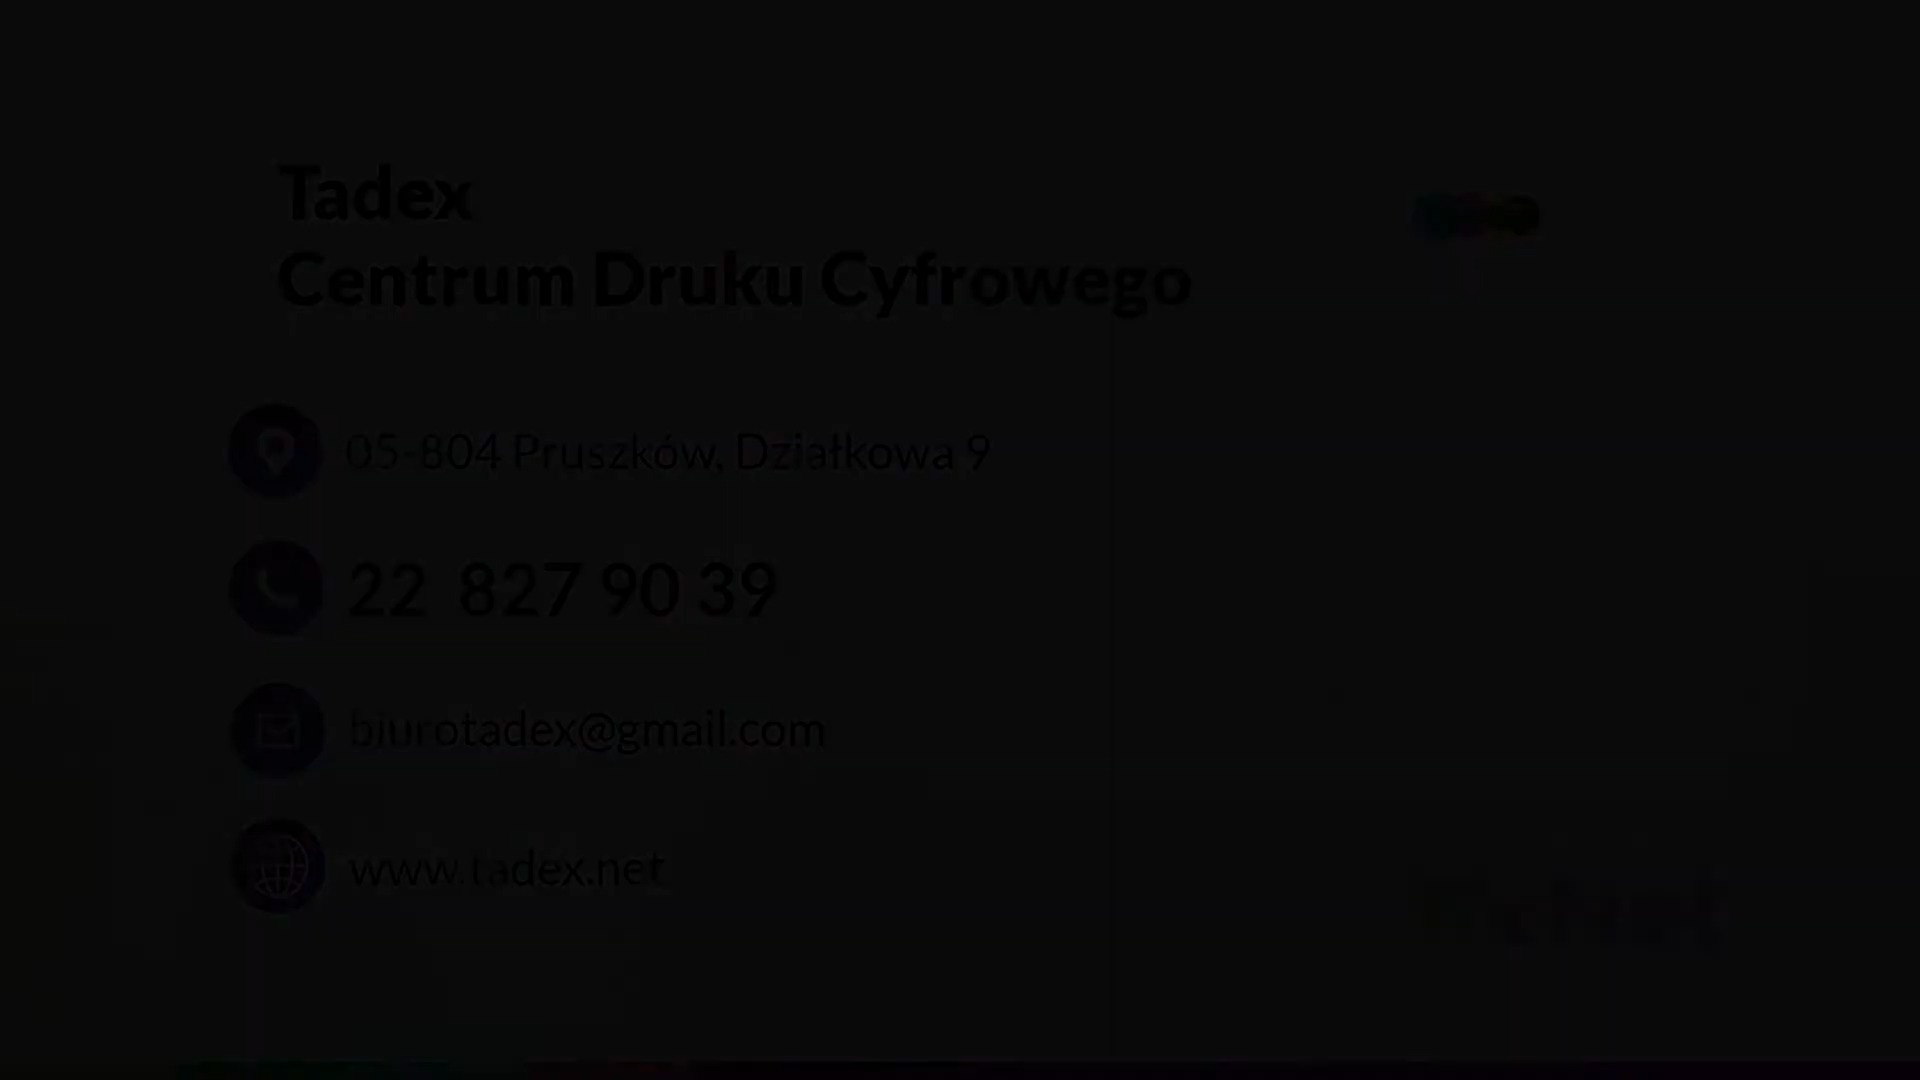 Tadex
Centrum Druku Cyfrowego
05-804 Pruszków, Działkowa 9
22 827 90 39
biurotadex@gmail.com
www.tadex.net